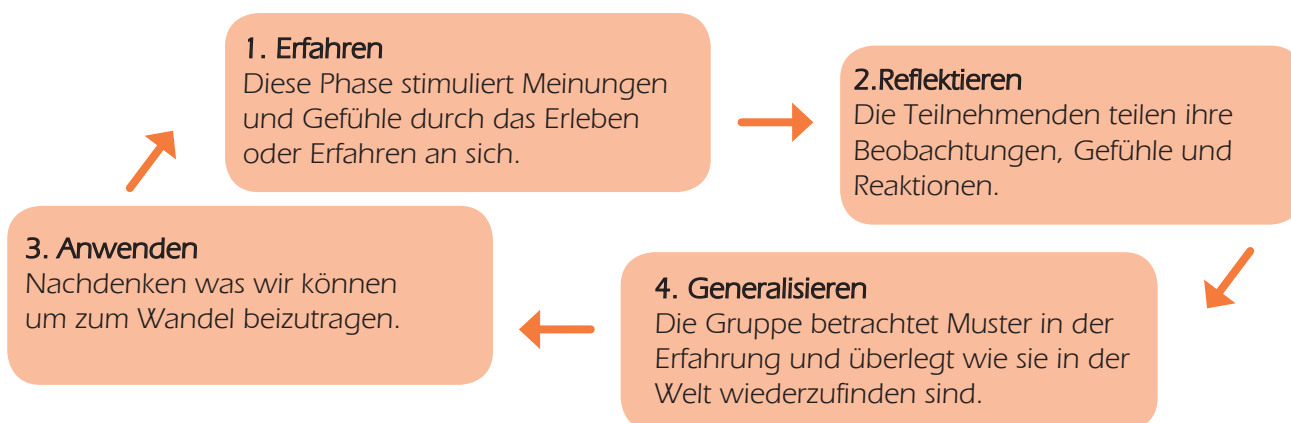 1. Erfahren
Diese Phase stimuliert Meinungen
und Gefühle durch das Erleben
oder Erfahren an sich.
2.Reflektieren
Die Teilnehmenden teilen ihre
Beobachtungen, Gefühle und
Reaktionen.
3. Anwenden
Nachdenken was wir können
um zum Wandel beizutragen.
4. Generalisieren
Die Gruppe betrachtet Muster in der
Erfahrung und überlegt wie sie in der
Welt wiederzufinden sind.